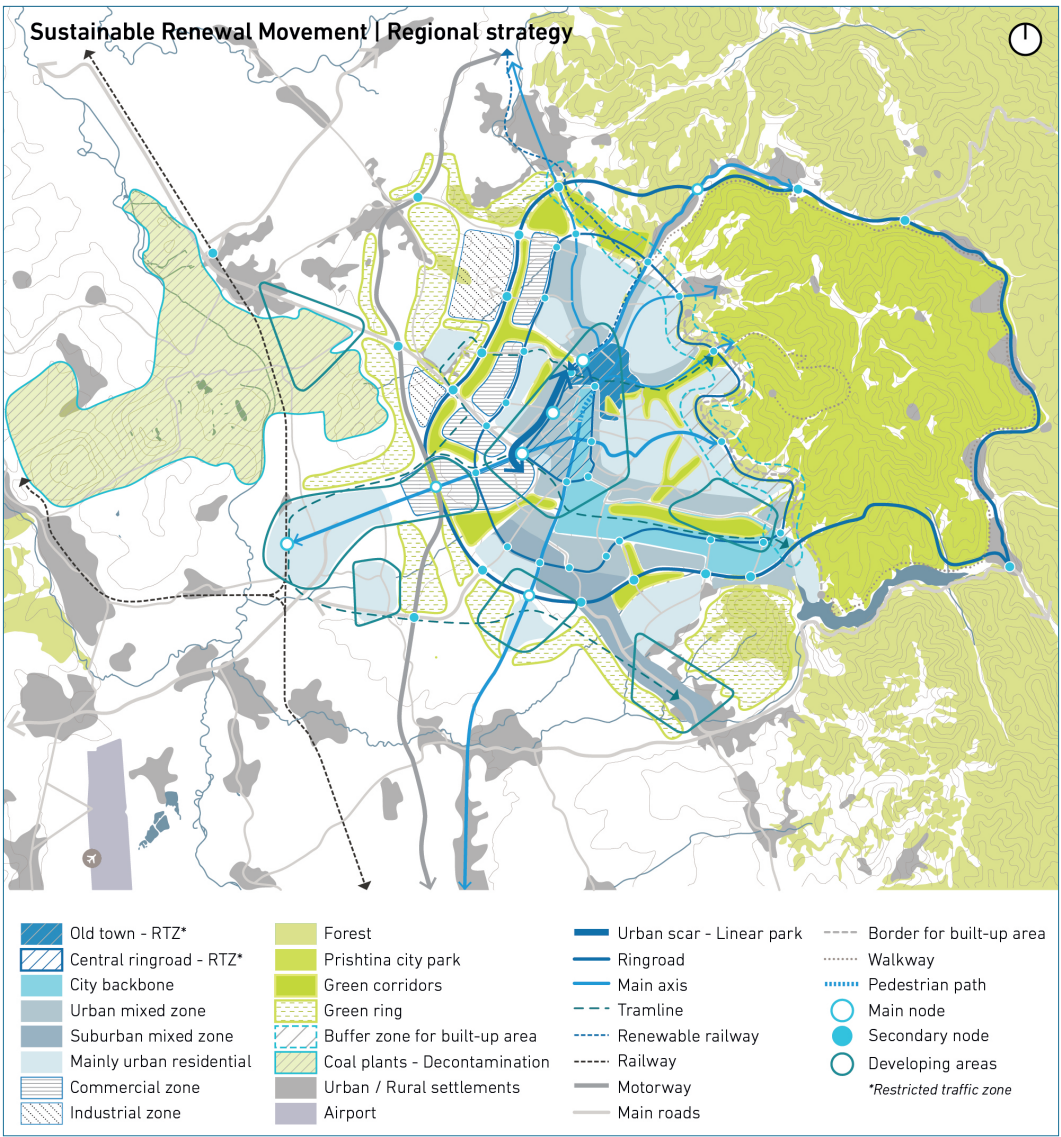 Sustainable Renewal Movement | Regional strategy
Old town - RTZ*
Central ringroad - RTZ*
City backbone
Urban mixed zone
Suburban mixed zone
Mainly urban residential
Commercial zone
Industrial zone
Forest
Prishtina city park
Green corridors
Green ring
Buffer zone for built-up area
Coal plants - Decontamination
Urban / Rural settlements
Airport
Urban scar - Linear park
Ringroad
Main axis
Tramline
Renewable railway
Railway
Motorway
Main roads
Border for built-up area
Walkway
Pedestrian path
Main node
Secondary node
Developing areas
*Restricted traffic zone